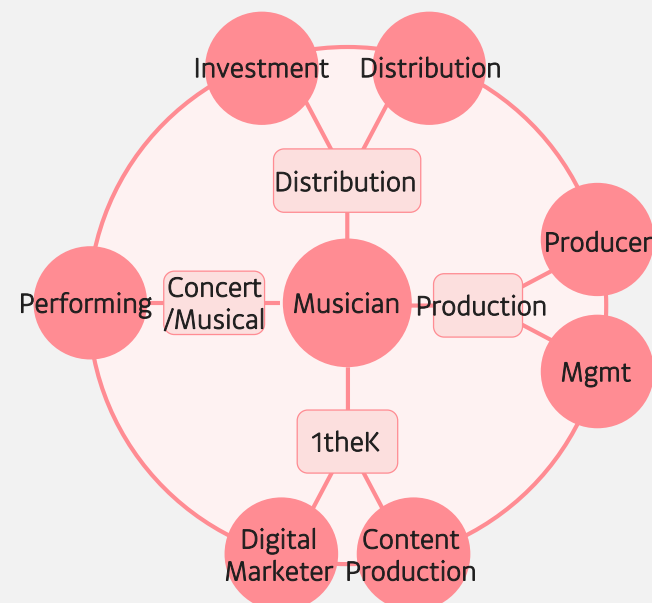 Investment
Distribution
Distribution
Producer
Performing
Concert
/Musical
Musician
Production
Mgmt
1theK
Digital
Marketer
Content
Production